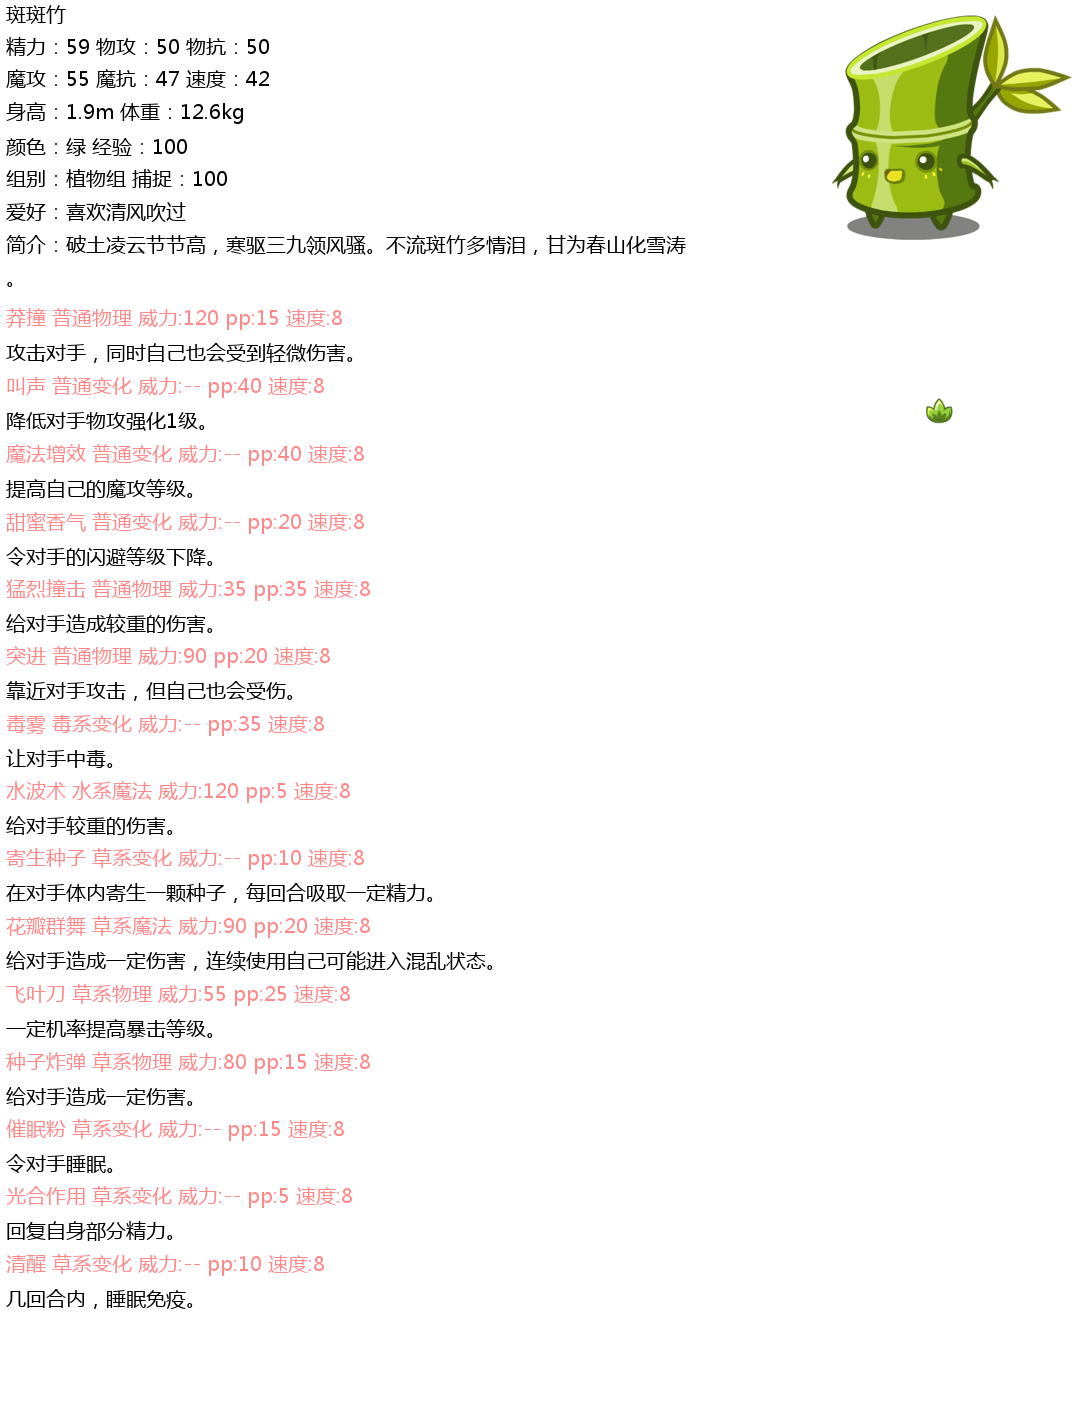 斑斑竹
精力：59 物攻：50 物抗：50
魔攻：55 魔抗：47 速度：42
身高：1.9m 体重：12.6kg
颜色：绿 经验：100
组别：植物组 捕捉：100
爱好：喜欢清风吹过
简介：破土凌云节节高，寒驱三九领风骚。不流斑竹多情泪，甘为春山化雪涛
。
莽撞 普通物理 威力:120 pp:15 速度:8
攻击对手，同时自己也会受到轻微伤害。
叫声 普通变化 威力:-- pp:40 速度:8
降低对手物攻强化1级。
魔法增效 普通变化 威力:-- pp:40 速度:8
提高自己的魔攻等级。
甜蜜香气 普通变化 威力:-- pp:20 速度:8
令对手的闪避等级下降。
猛烈撞击 普通物理 威力:35 pp:35 速度:8
给对手造成较重的伤害。
突进 普通物理 威力:90 pp:20 速度:8
靠近对手攻击，但自己也会受伤。
毒雾 毒系变化 威力:-- pp:35 速度:8
让对手中毒。
水波术 水系魔法 威力:120 pp:5 速度:8
给对手较重的伤害。
寄生种子 草系变化 威力:-- pp:10 速度:8
在对手体内寄生一颗种子，每回合吸取一定精力。
花瓣群舞 草系魔法 威力:90 pp:20 速度:8
给对手造成一定伤害，连续使用自己可能进入混乱状态。
飞叶刀 草系物理 威力:55 pp:25 速度:8
一定机率提高暴击等级。
种子炸弹 草系物理 威力:80 pp:15 速度:8
给对手造成一定伤害。
催眠粉 草系变化 威力:-- pp:15 速度:8
令对手睡眠。
光合作用 草系变化 威力:-- pp:5 速度:8
回复自身部分精力。
清醒 草系变化 威力:-- pp:10 速度:8
几回合内，睡眠免疫。